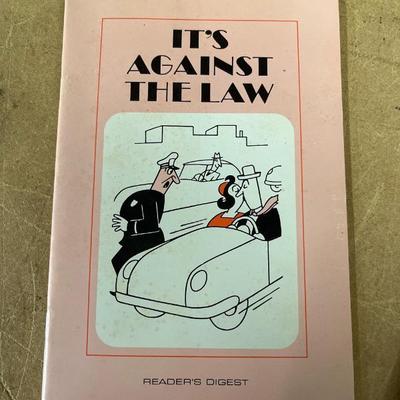 IT'S
AGAINST
THE LAW
READER'S DIGEST